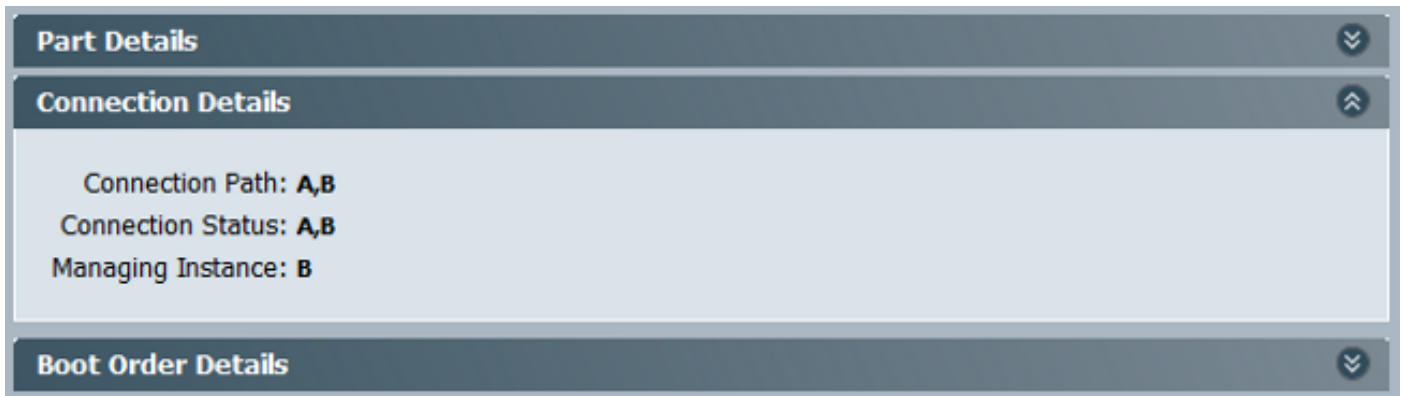 Part Details
Connection Details
Connection Path: A,B
Connection Status: A,B
Managing Instance: B
Boot Order Details